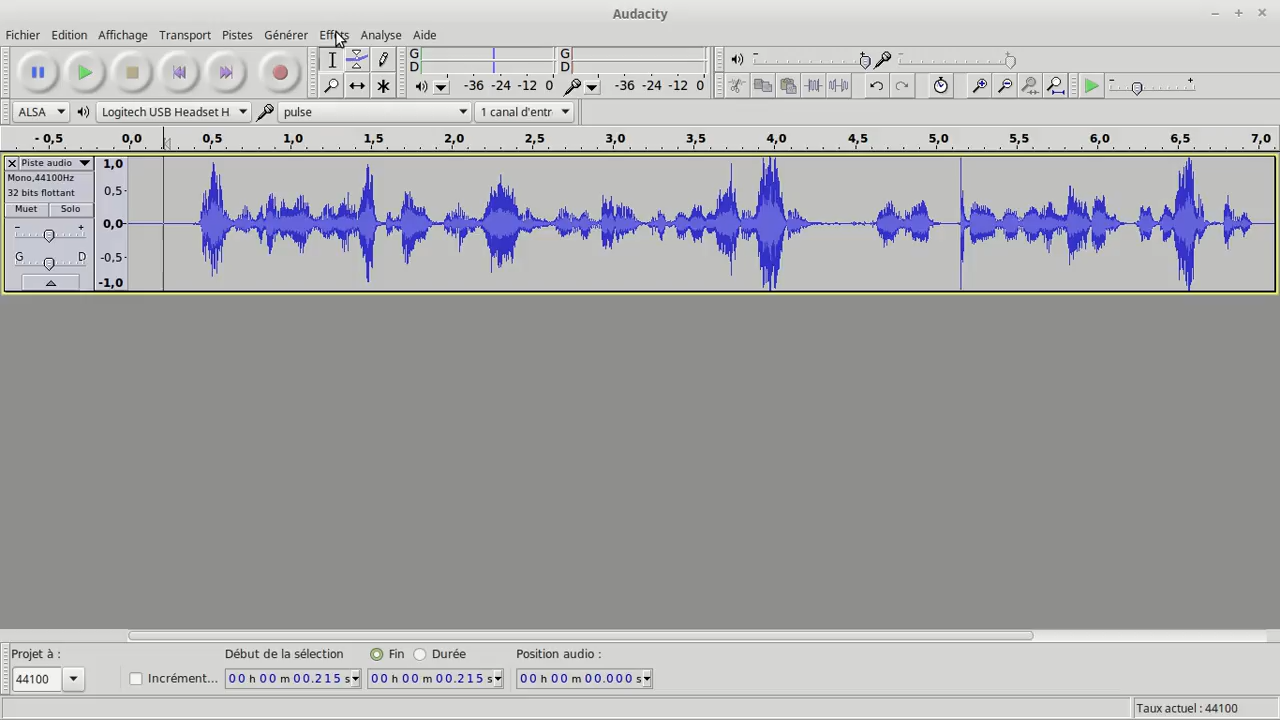 Audacity
Fichier Edition Affichage Transport Pistes Générer Effets Analyse Aide
G G
D D
-36 -24 -12 0 -36 -24 -12 0
ALSA Logitech USB Headset H pulse 1 canal d'entr
- 0,5 0,0 0,5 1,0 1,5 2,0 2,5 3,0 3,5 4,0 4,5 5,0 5,5 6,0 6,5 7,0
Piste audio 1,0
Mono,44100Hz
32 bits flottant 0,5
Muet Solo
- + 0,0
G D -0,5
-1,0
Projet à : Début de la sélection Fin Durée Position audio :
44100 Incrément... 00 h 00 m 00.215 s 00 h 00 m 00.215 s 00 h 00 m 00.000 s
Taux actuel : 44100